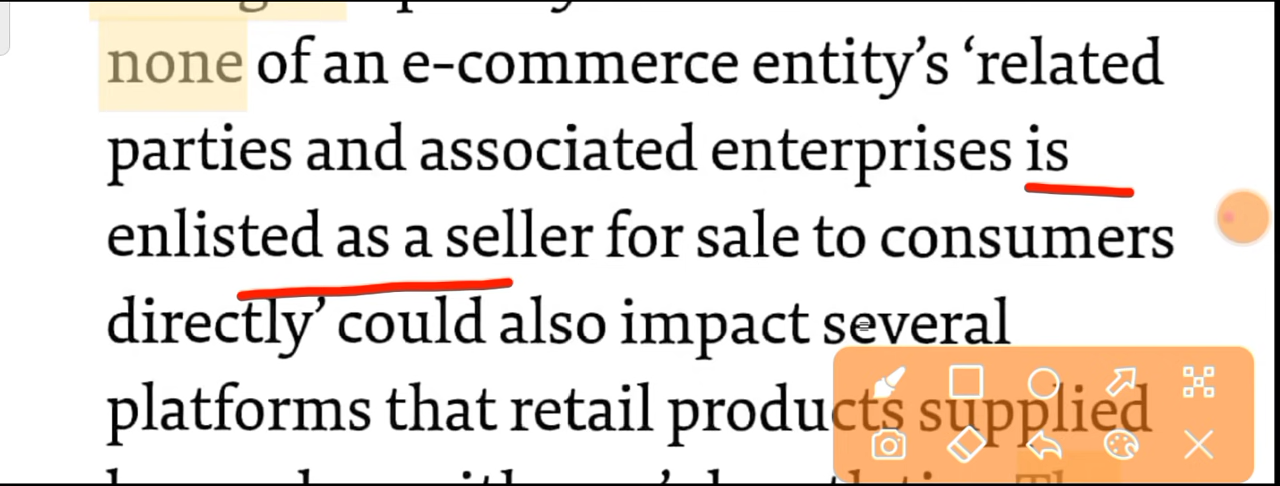 none of an e-commerce entity’s ‘related
parties and associated enterprises is
enlisted as a seller for sale to consumers
directly’ could also impact several
platforms that retail products supplied